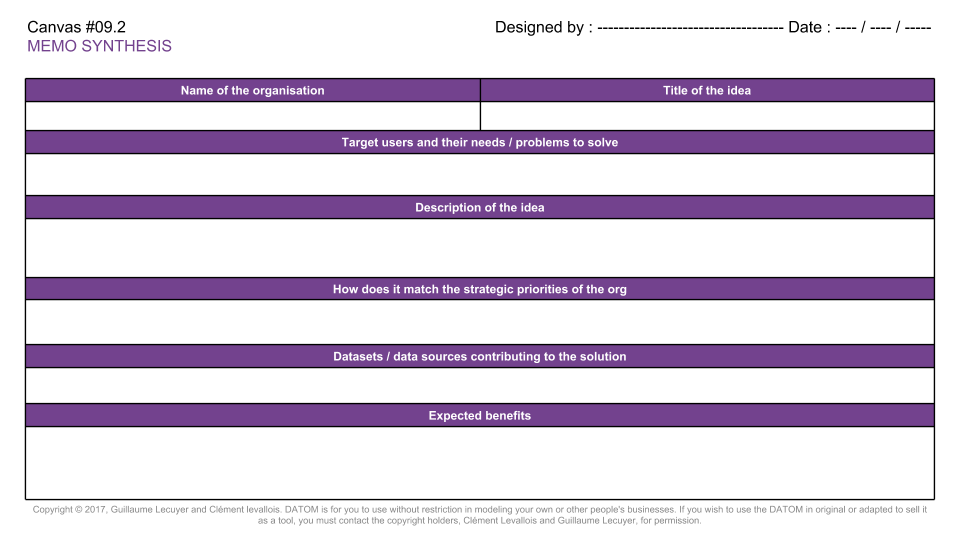 Canvas #09.2
MEMO SYNTHESIS
Designed by : ----------------------------------- Date : ---- / ---- / -----
Name of the organisation
Title of the idea
Target users and their needs / problems to solve
Description of the idea
How does it match the strategic priorities of the org
Datasets / data sources contributing to the solution
Expected benefits
Copyright © 2017, Guillaume Lecuyer and Clément levallois. DATOM is for you to use without restriction in modeling your own or other people's businesses. If you wish to use the DATOM in original or adapted to sell it
as a tool, you must contact the copyright holders, Clément Levallois and Guillaume Lecuyer, for permission.